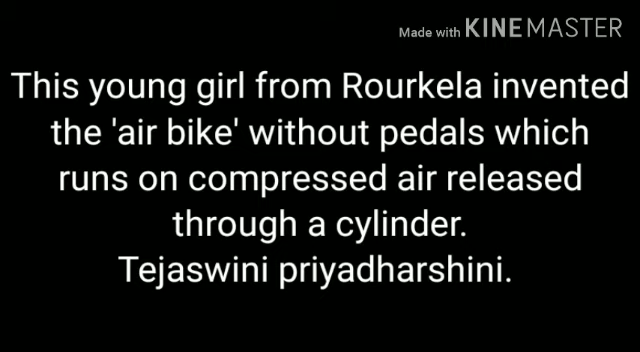 Made with KINEMASTER
This young girl from Rourkela invented
the 'air bike' without pedals which
runs on compressed air released
through a cylinder.
Tejaswini priyadharshini.